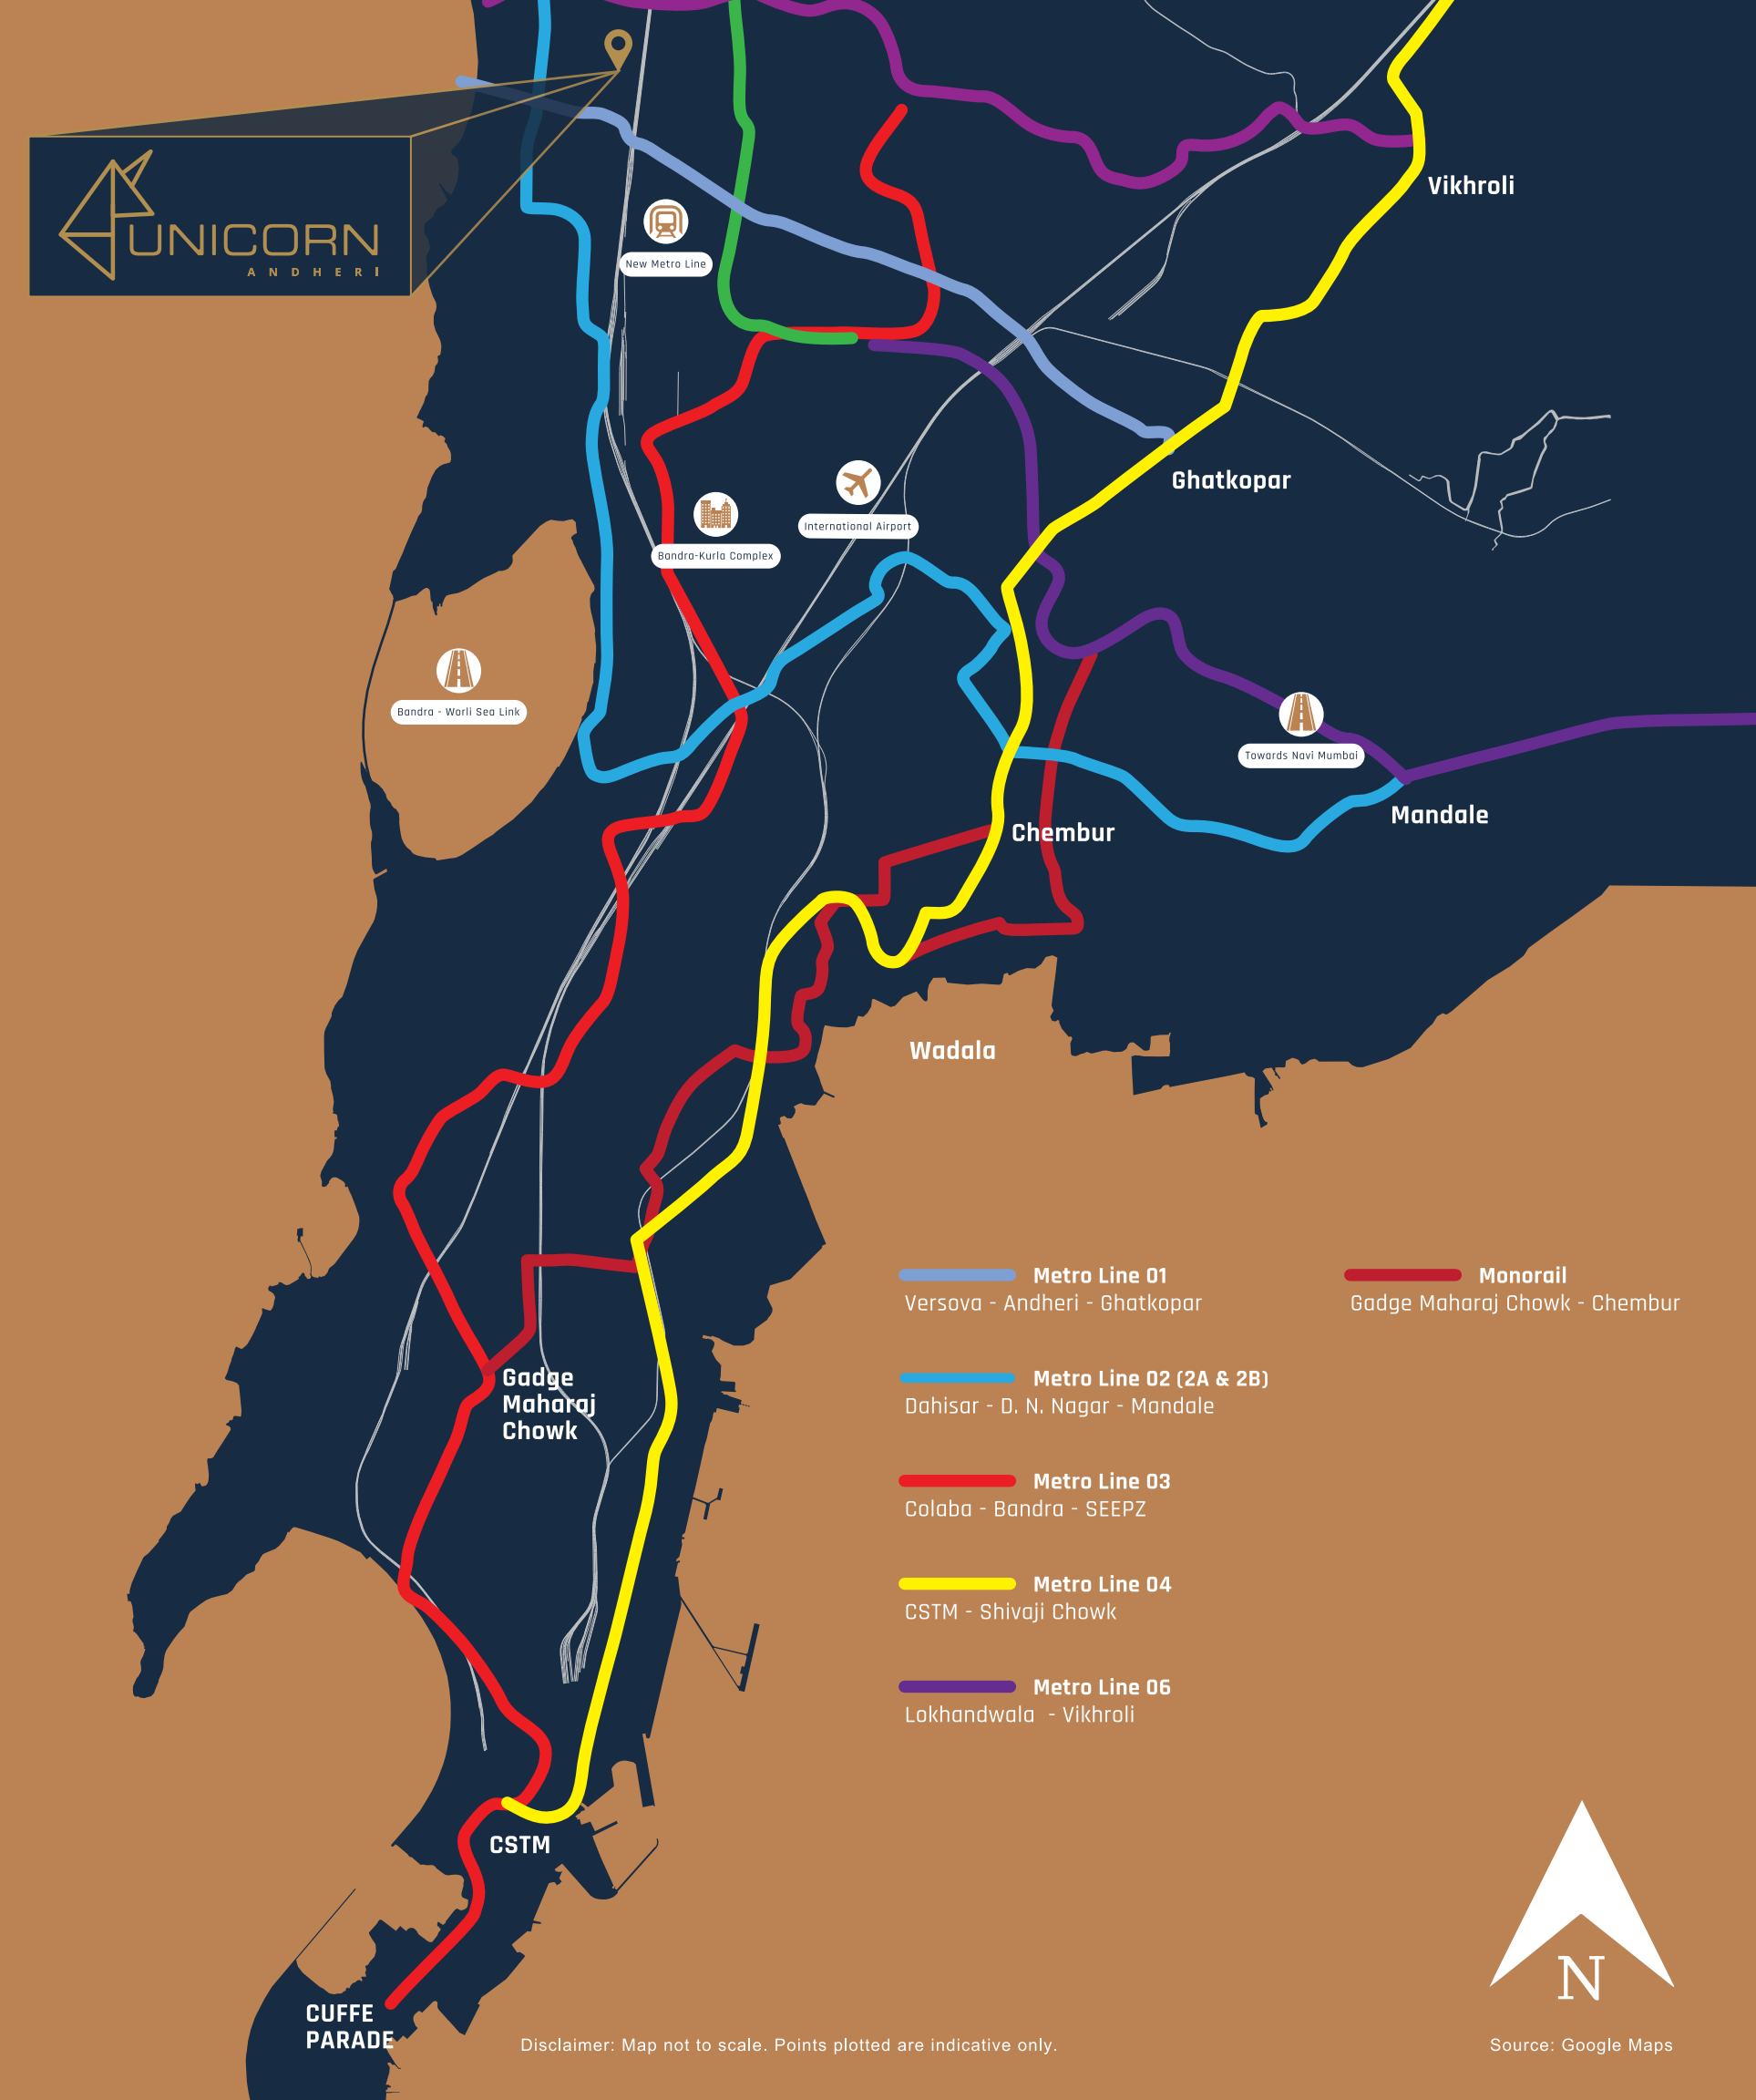 UNICORN
ANDHERI
New Metro Line
Vikhroli
Ghatkopar
International Airport
Bandra-Kurla Complex
Bandra - Worli Sea Link
Towards Navi Mumbai
Mandale
Chembur
Wadala
Gadge
Maharaj
Chowk
CSTM
CUFFE
PARADE
Metro Line 01
Versova - Andheri - Ghatkopar
Monorail
Gadge Maharaj Chowk - Chembur
Metro Line 02 (2A & 2B)
Dahisar - D. N. Nagar - Mandale
Metro Line 03
Colaba - Bandra - SEEPZ
Metro Line 04
CSTM - Shivaji Chowk
Metro Line 06
Lokhandwala - Vikhroli
N
Disclaimer: Map not to scale. Points plotted are indicative only.
Source: Google Maps